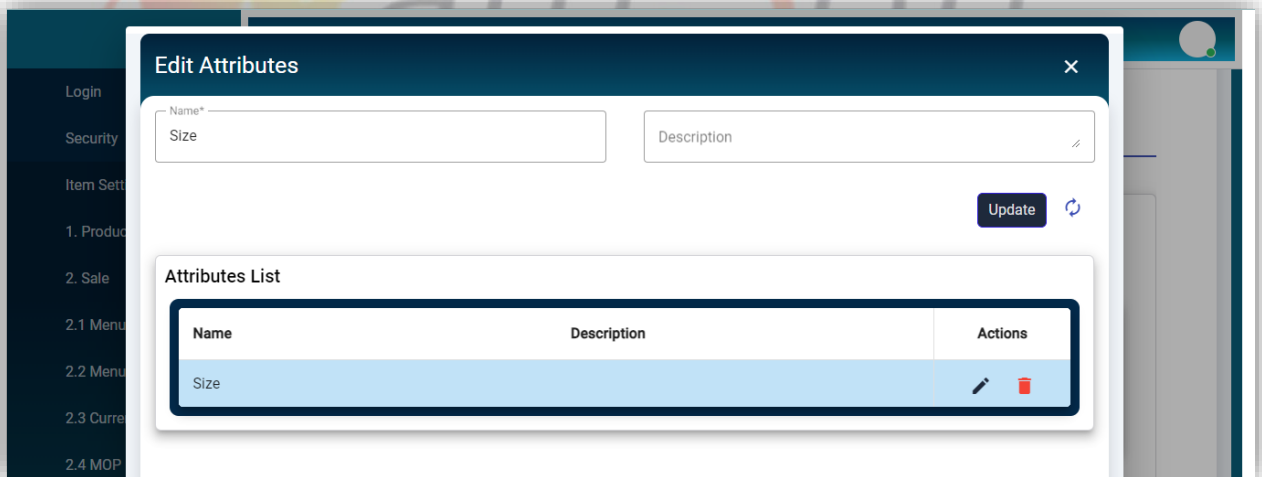 Edit Attributes
Login
Name*
Size
Description
Security
Item Sett
Update
1. Produc
2. Sale
Attributes List
2.1 Menu
Name Description Actions
2.2 Menu
Size
2.3 Curre
2.4 MOP